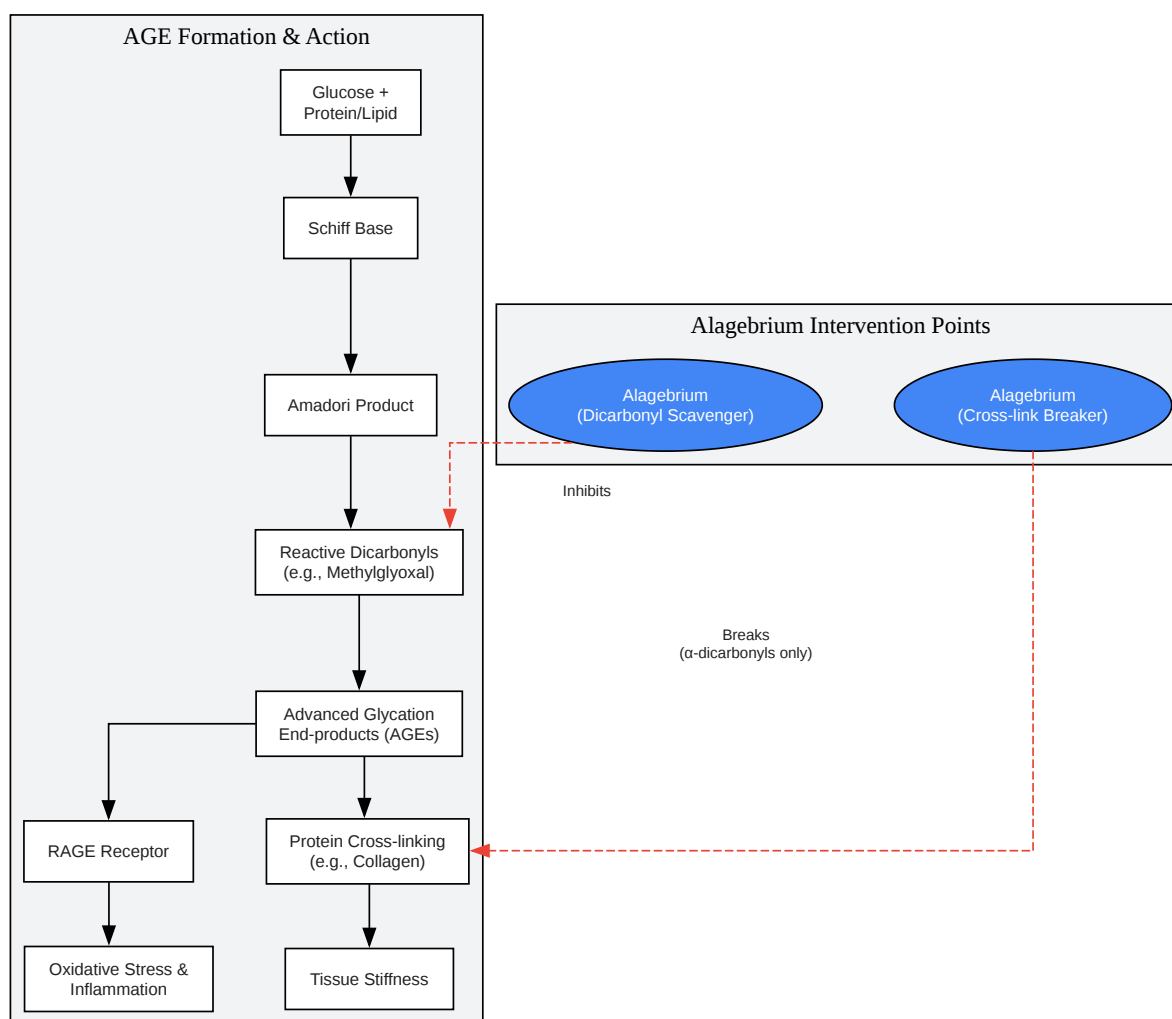 AGE Formation & Action
Glucose +
Protein/Lipid
Schiff Base
Alagebrium Intervention Points
Alagebrium
(Dicarbonyl Scavenger)
Alagebrium
(Cross-link Breaker)
Amadori Product
Inhibits
Reactive Dicarbonyls
(e.g., Methylglyoxal)
Breaks
(α-dicarbonyls only)
Advanced Glycation
End-products (AGEs)
RAGE Receptor
Protein Cross-linking
(e.g., Collagen)
Oxidative Stress &
Inflammation
Tissue Stiffness